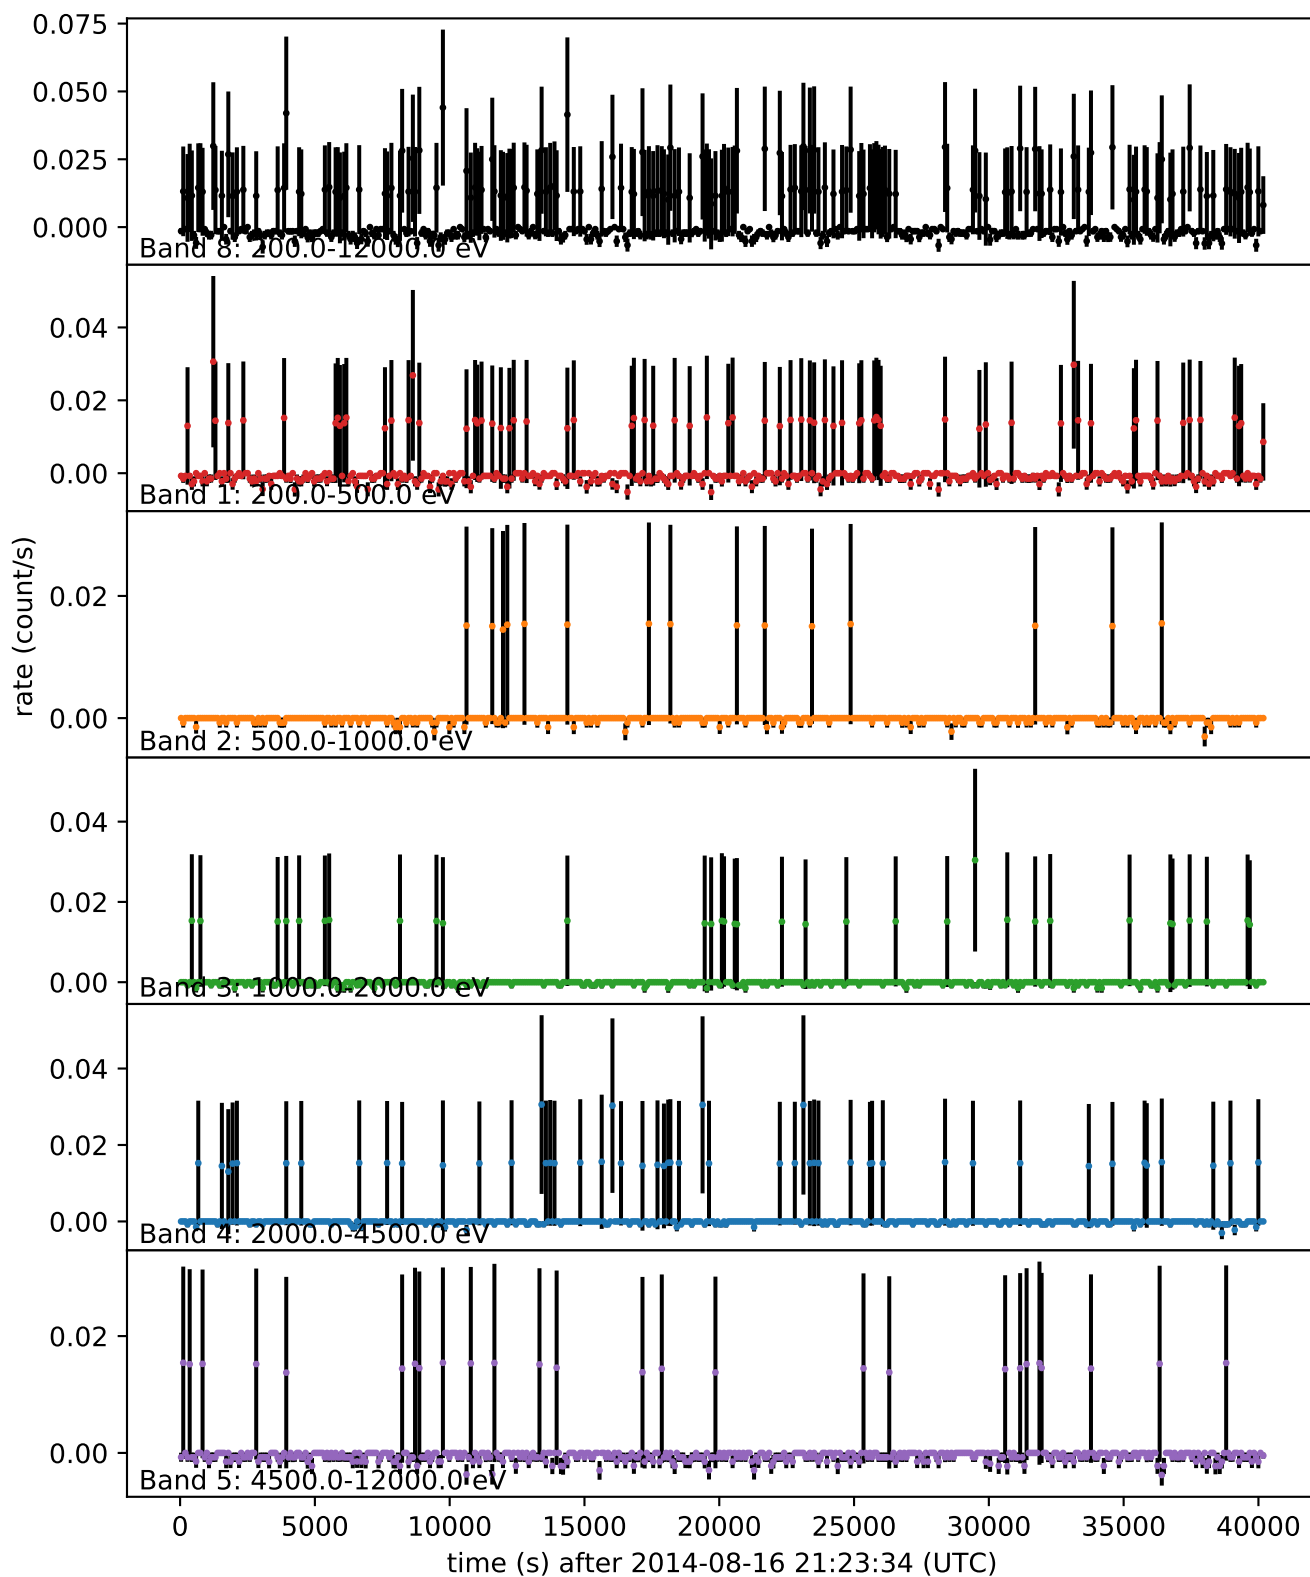 0.075
0.050
0.025
0.000
Band 8: 200.0-12000.0 eV
0.04
0.02
0.00
Band 1: 200.0-500.0 eV
rate (count/s)
0.02
0.00
Band 2: 500.0-1000.0 eV
0.04
0.02
0.00
Band 3: 1000.0-2000.0 eV
0.04
0.02
0.00
Band 4: 2000.0-4500.0 eV
0.02
0.00
Band 5: 4500.0-12000.0 eV
0 5000 10000 15000 20000 25000 30000 35000 40000
time (s) after 2014-08-16 21:23:34 (UTC)